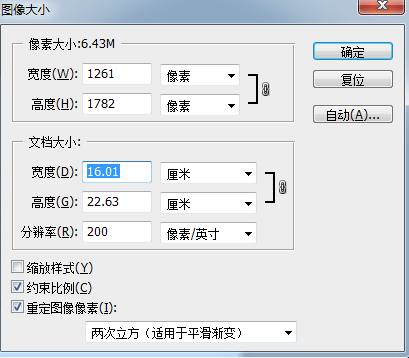 图像大小
像素大小:6.43M
宽度(W): 1261 像素
高度(H): 1782 像素
确定
复位
自动(A)...
文档大小:
宽度(D): 16.01 厘米
高度(G): 22.63 厘米
分辨率(R): 200 像素/英寸
缩放样式(Y)
约束比例(C)
重定图像像素(I):
两次立方（适用于平滑渐变）